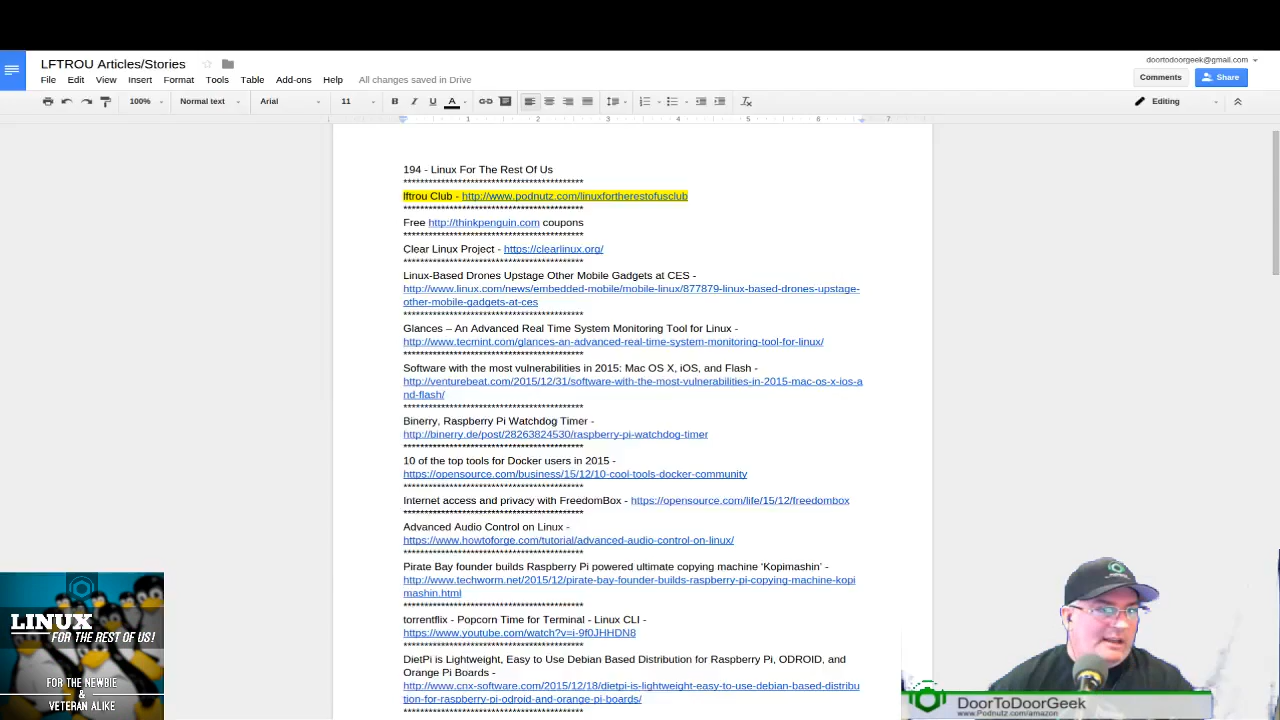 LFTROU Articles/Stories
doortodoorgeek@gmail.com
File Edit View Insert Format Tools Table Add-ons Help All changes saved in Drive
Comments Share
100% Normal text Arial 11 B I U A Editing
1 2 3 4 5 6 7
194 - Linux For The Rest Of Us
*******************************************
lftrou Club - http://www.podnutz.com/linuxfortherestofusclub
*******************************************
Free http://thinkpenguin.com coupons
*******************************************
Clear Linux Project - https://clearlinux.org/
*******************************************
Linux-Based Drones Upstage Other Mobile Gadgets at CES -
http://www.linux.com/news/embedded-mobile/mobile-linux/877879-linux-based-drones-upstage-
other-mobile-gadgets-at-ces
*******************************************
Glances – An Advanced Real Time System Monitoring Tool for Linux -
http://www.tecmint.com/glances-an-advanced-real-time-system-monitoring-tool-for-linux/
*******************************************
Software with the most vulnerabilities in 2015: Mac OS X, iOS, and Flash -
http://venturebeat.com/2015/12/31/software-with-the-most-vulnerabilities-in-2015-mac-os-x-ios-a
nd-flash/
*******************************************
Binerry, Raspberry Pi Watchdog Timer -
http://binerry.de/post/28263824530/raspberry-pi-watchdog-timer
*******************************************
10 of the top tools for Docker users in 2015 -
https://opensource.com/business/15/12/10-cool-tools-docker-community
*******************************************
Internet access and privacy with FreedomBox - https://opensource.com/life/15/12/freedombox
*******************************************
Advanced Audio Control on Linux -
https://www.howtoforge.com/tutorial/advanced-audio-control-on-linux/
*******************************************
Pirate Bay founder builds Raspberry Pi powered ultimate copying machine ‘Kopimashin’ -
http://www.techworm.net/2015/12/pirate-bay-founder-builds-raspberry-pi-copying-machine-kopi
mashin.html
*******************************************
torrentflix - Popcorn Time for Terminal - Linux CLI -
https://www.youtube.com/watch?v=i-9f0JHHDN8
*******************************************
DietPi is Lightweight, Easy to Use Debian Based Distribution for Raspberry Pi, ODROID, and
Orange Pi Boards -
http://www.cnx-software.com/2015/12/18/dietpi-is-lightweight-easy-to-use-debian-based-distribu
tion-for-raspberry-pi-odroid-and-orange-pi-boards/
*******************************************
LINUX
FOR THE REST OF US!
FOR THE NEWBIE
&
VETERAN ALIKE
DoorToDoorGeek
www.Podnutz.com/amazon